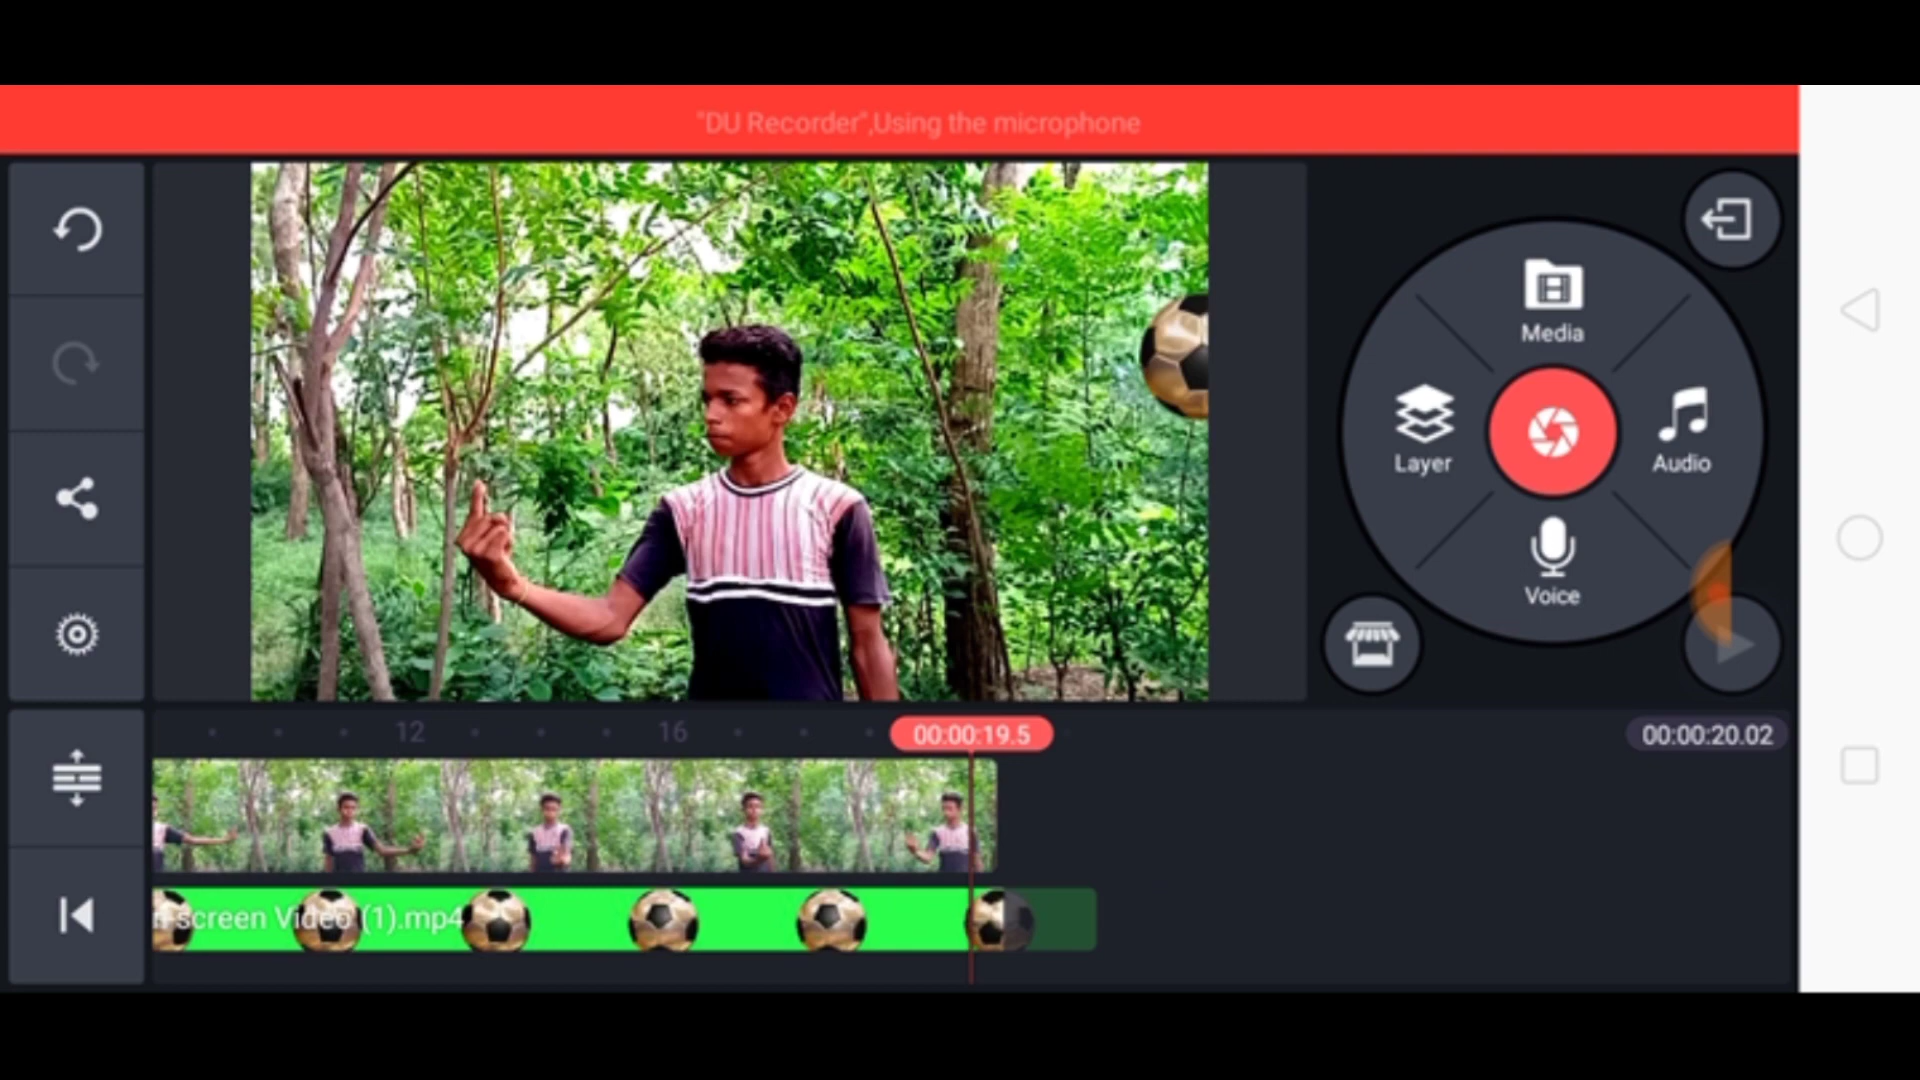 "DU Recorder",Using the microphone
Media
Layer
Audio
Voice
12
16
00:00:19.5
00:00:20.02
screen Video (1).mp4